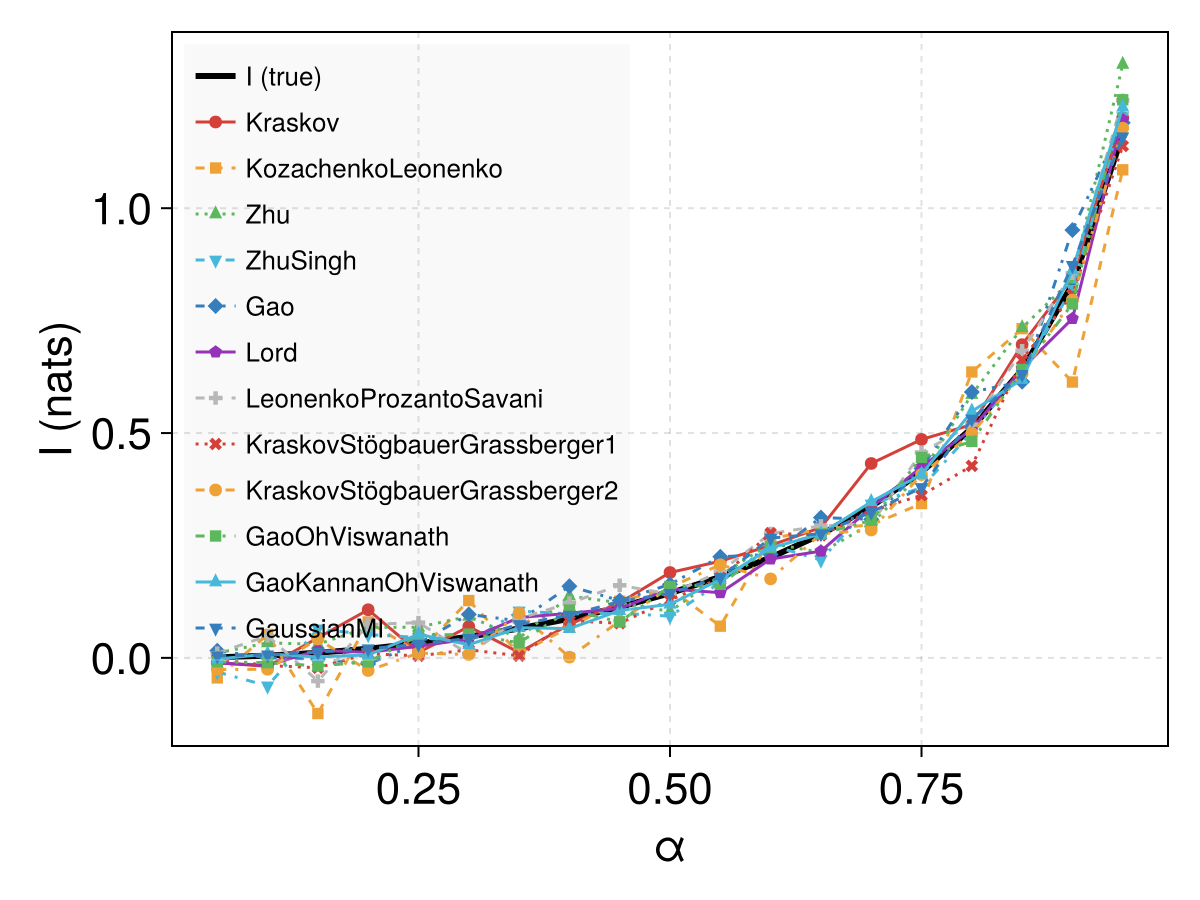 I (true)
Kraskov
KozachenkoLeonenko
Zhu
ZhuSingh
Gao
Lord
LeonenkoProzantoSavani
KraskovStögbauerGrassberger1
KraskovStögbauerGrassberger2
GaoOhViswanath
GaoKannanOhViswanath
GaussianMI
I (nats)
1.0
0.5
0.0
0.25 0.50 0.75
α